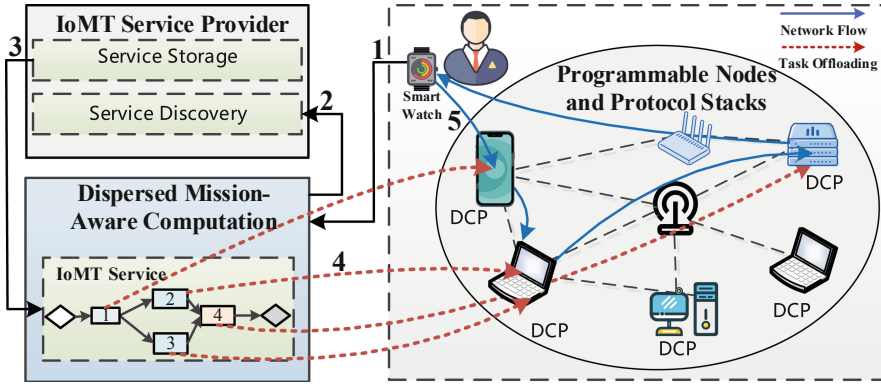 3
IoMT Service Provider
Service Storage
Service Discovery
2
1
Smart
Watch
5
Network Flow
Task Offloading
Programmable Nodes
and Protocol Stacks
DCP
DCP
DCP
DCP
DCP
Dispersed Mission-
Aware Computation
IoMT Service
4
1
2
3
4